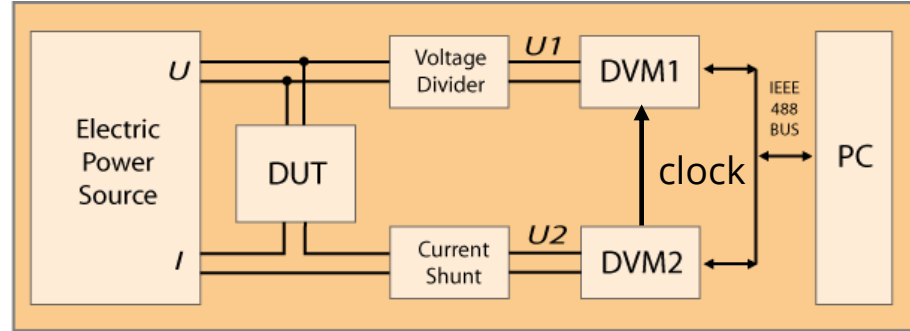 U
Electric
Power
Source
I
DUT
Voltage
Divider
Current
Shunt
U1
U2
DVM1
clock
DVM2
IEEE
488
BUS
PC